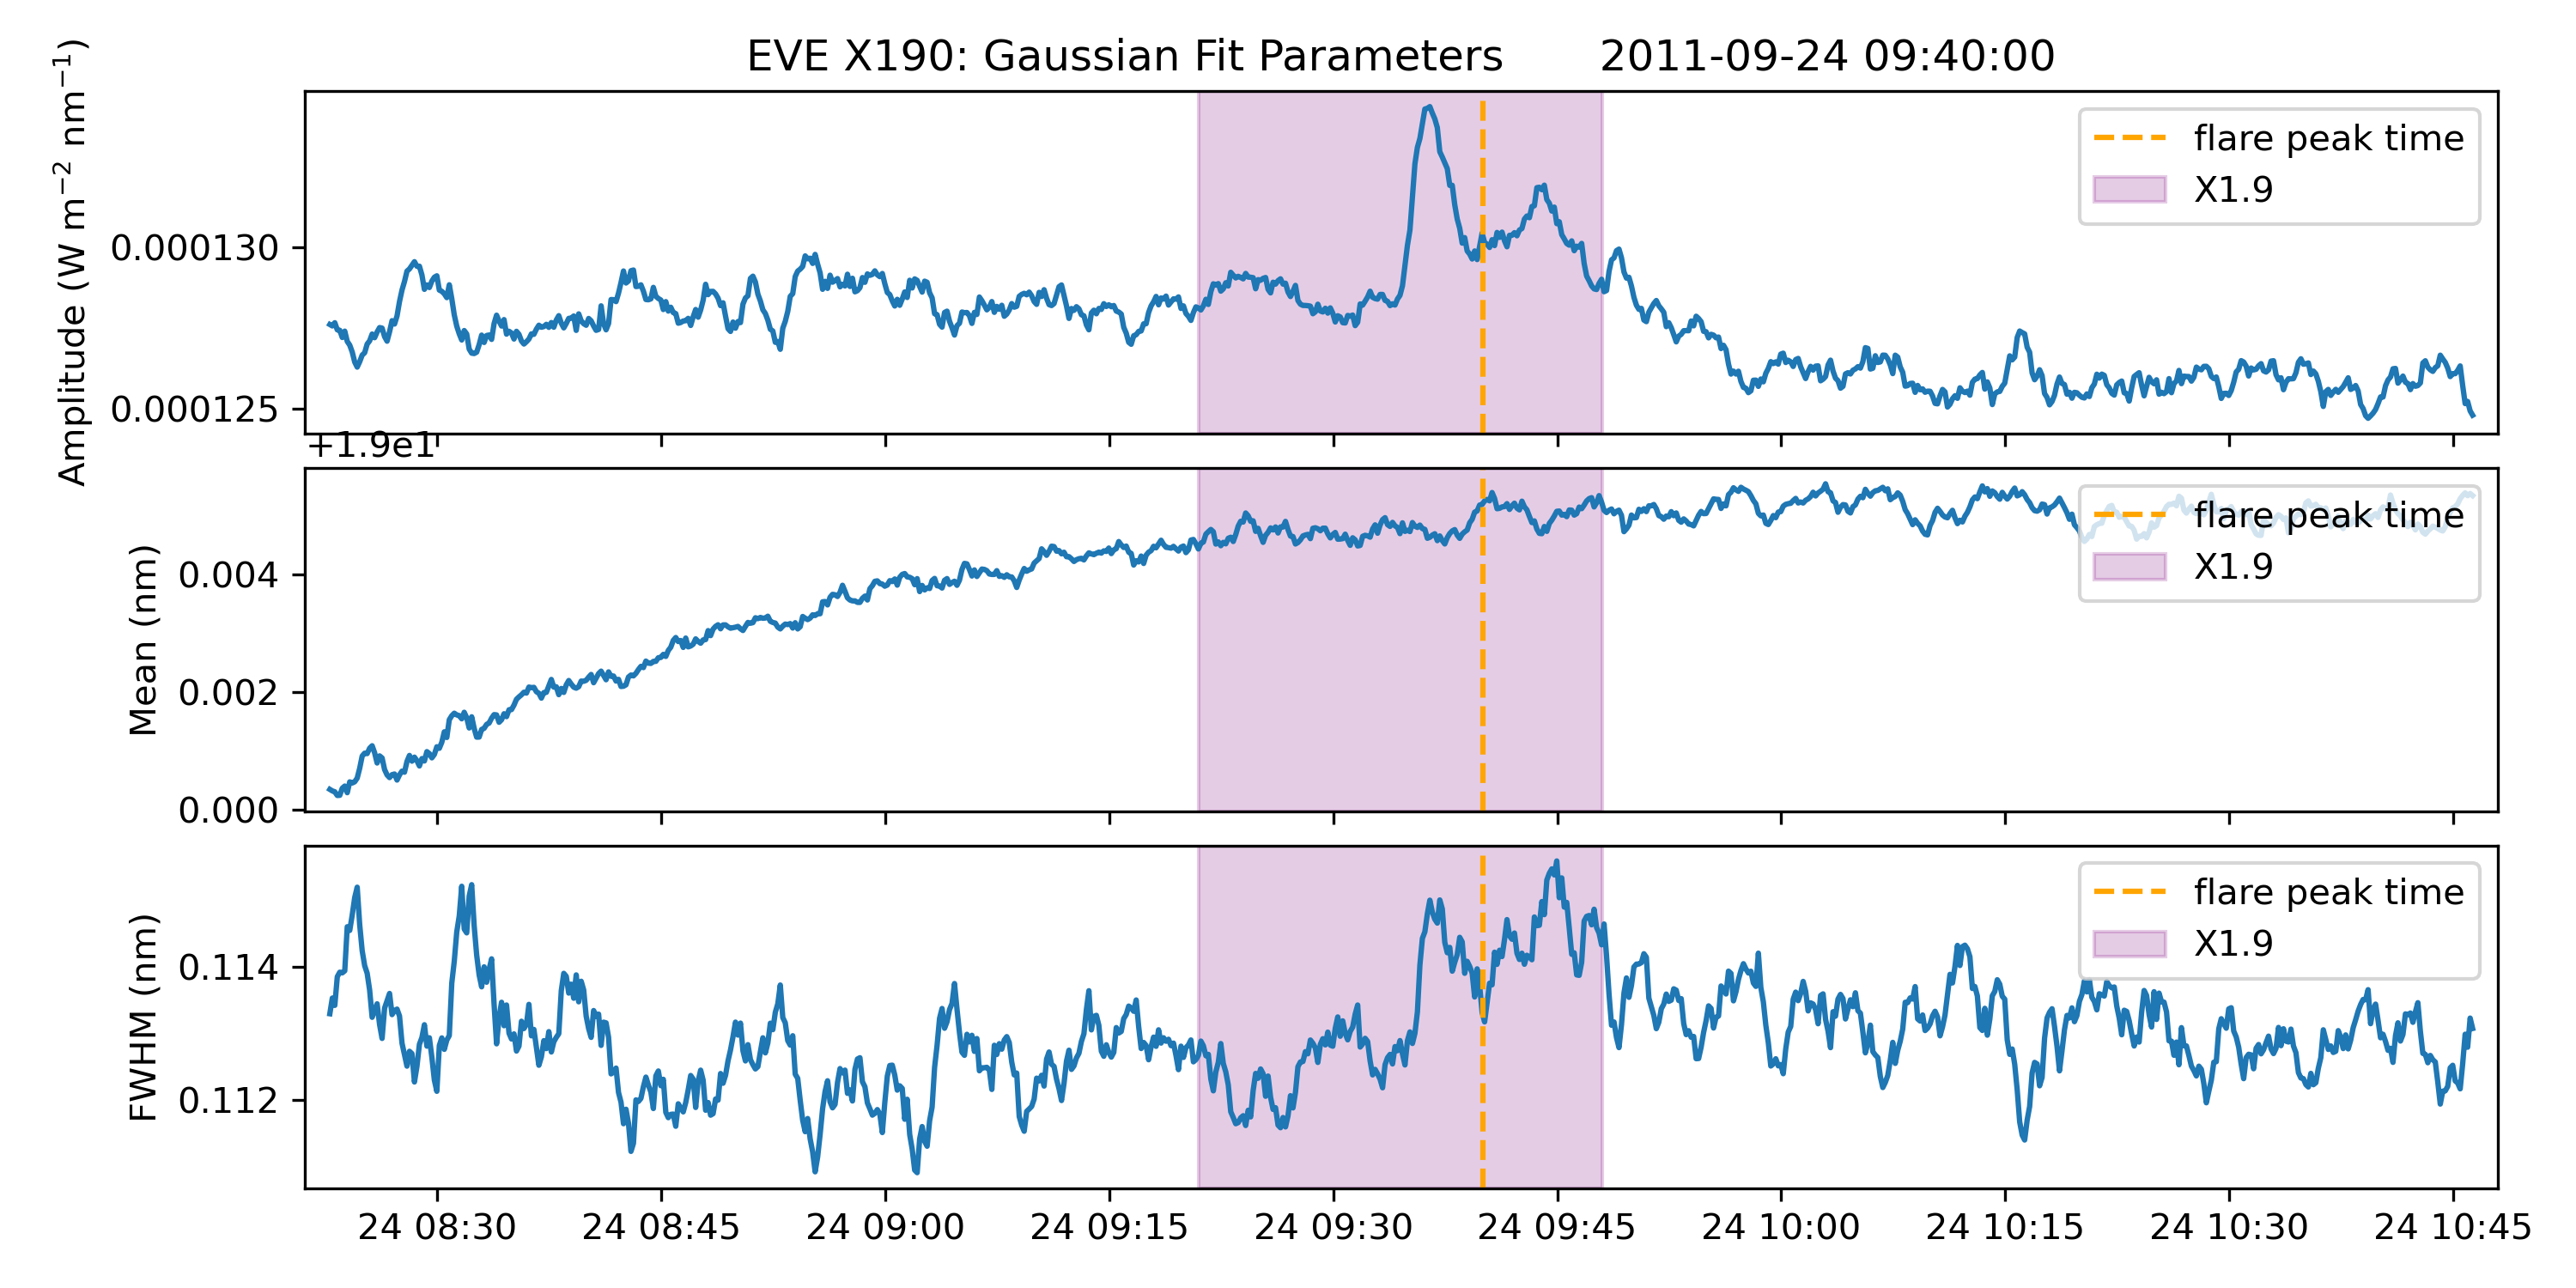 EVE X190: Gaussian Fit Parameters 2011-09-24 09:40:00
Amplitude (W m⁻² nm⁻¹)
0.000130
0.000125
flare peak time
X1.9
+1.9e1
Mean (nm)
0.004
0.002
0.000
flare peak time
X1.9
FWHM (nm)
0.114
0.112
flare peak time
X1.9
24 08:30 24 08:45 24 09:00 24 09:15 24 09:30 24 09:45 24 10:00 24 10:15 24 10:30 24 10:45